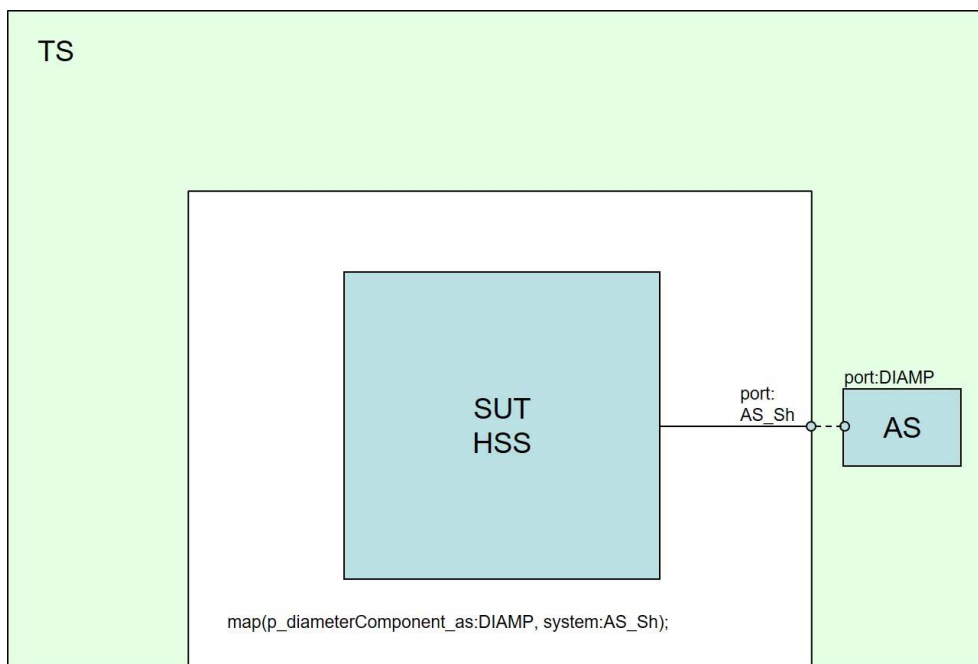 TS
port:DIAMP
port:
AS_Sh
AS
SUT
HSS
map(p_diameterComponent_as:DIAMP, system:AS_Sh);